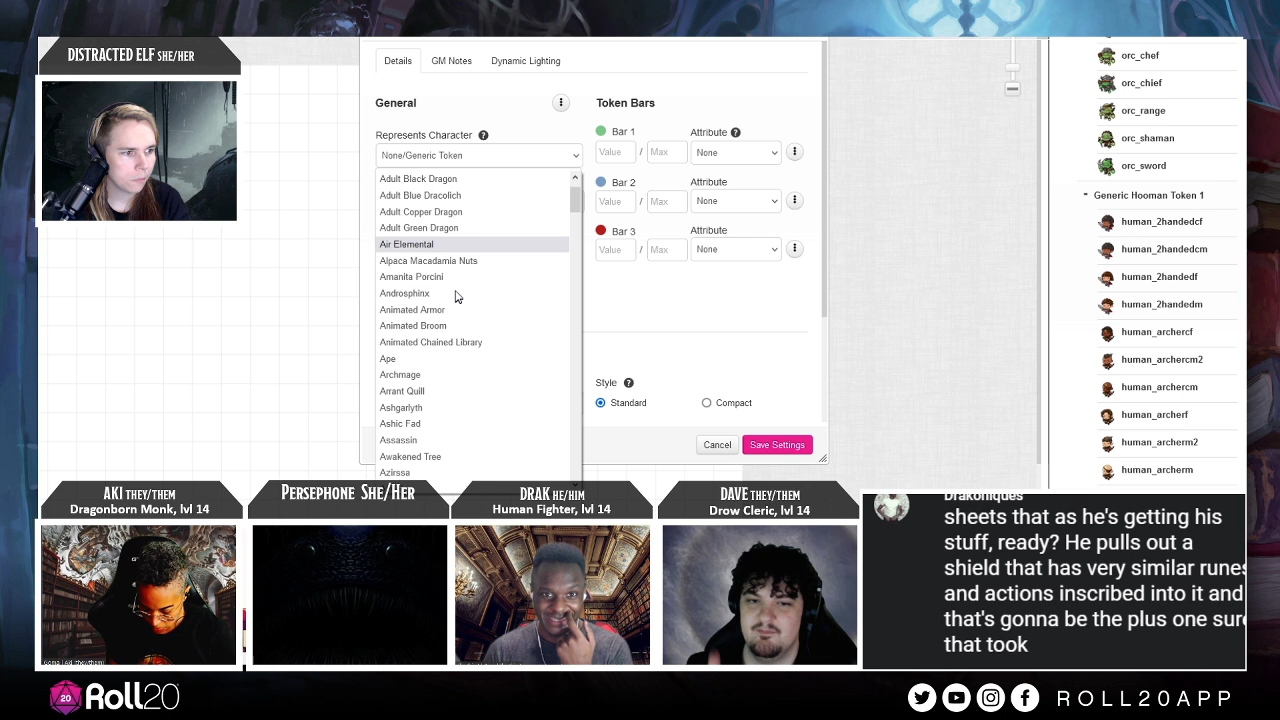 DISTRACTED ELF SHE/HER
Details
GM Notes
Dynamic Lighting
General
Represents Character ?
None/Generic Token
Adult Black Dragon
Adult Blue Dracolich
Adult Copper Dragon
Adult Green Dragon
Air Elemental
Alpaca Macadamia Nuts
Amanita Porcini
Androsphinx
Animated Armor
Animated Broom
Animated Chained Library
Ape
Archmage
Arrant Quill
Ashgarlyth
Ashic Fad
Assassin
Awakened Tree
Azirssa
Token Bars
Bar 1
Attribute ?
Value / Max
None
Bar 2
Attribute
Value / Max
None
Bar 3
Attribute
Value / Max
None
Style ?
Standard
Compact
Cancel
Save Settings
orc_chef
orc_chief
orc_range
orc_shaman
orc_sword
- Generic Hooman Token 1
human_2handedcf
human_2handedcm
human_2handedf
human_2handedm
human_archercf
human_archercm2
human_archercm
human_archerf
human_archerm2
human_archerm
AKI THEY/THEM
Dragonborn Monk, lvl 14
PERSEPHONE SHE/HER
DRAK HE/HIM
Human Fighter, lvl 14
DAVE THEY/THEM
Drow Cleric, lvl 14
Drakoniques
sheets that as he's getting his
stuff, ready? He pulls out a
shield that has very similar runes
and actions inscribed into it and
that's gonna be the plus one sure
that took
20
Roll20
ROLL20APP